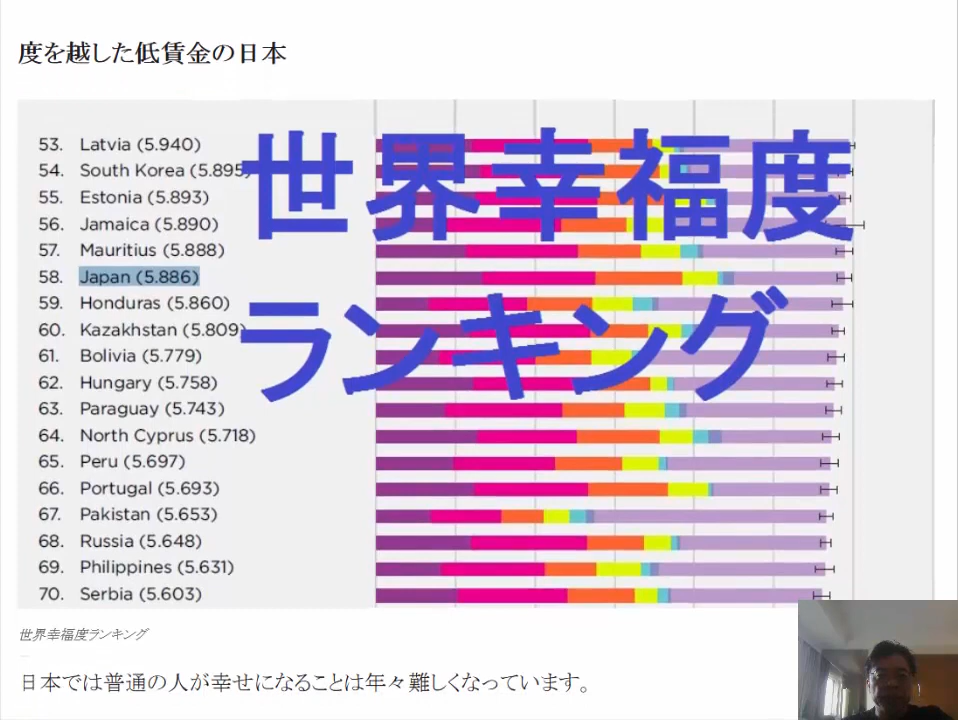 度を越した低賃金の日本
世界幸福度
ランキング
53. Latvia (5.940)
54. South Korea (5.895)
55. Estonia (5.893)
56. Jamaica (5.890)
57. Mauritius (5.888)
58. Japan (5.886)
59. Honduras (5.860)
60. Kazakhstan (5.809)
61. Bolivia (5.779)
62. Hungary (5.758)
63. Paraguay (5.743)
64. North Cyprus (5.718)
65. Peru (5.697)
66. Portugal (5.693)
67. Pakistan (5.653)
68. Russia (5.648)
69. Philippines (5.631)
70. Serbia (5.603)
世界幸福度ランキング
日本では普通の人が幸せになることは年々難しくなっています。